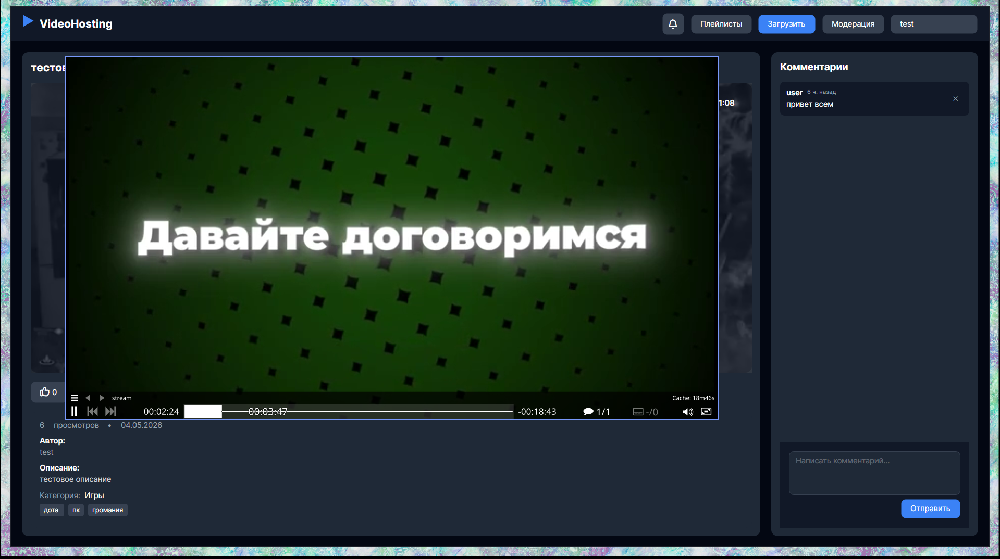 VideoHosting
Плейлисты
Загрузить
Модерация
test
1:08
Давайте договоримся
stream
Cache: 18m46s
00:02:24
00:03:47
-00:18:43
1/1
-/0
0
6 просмотров • 04.05.2026
Автор:
test
Описание:
тестовое описание
Категория: Игры
дота
пк
громания
Комментарии
user 6 ч. назад
привет всем
Написать комментарий...
Отправить